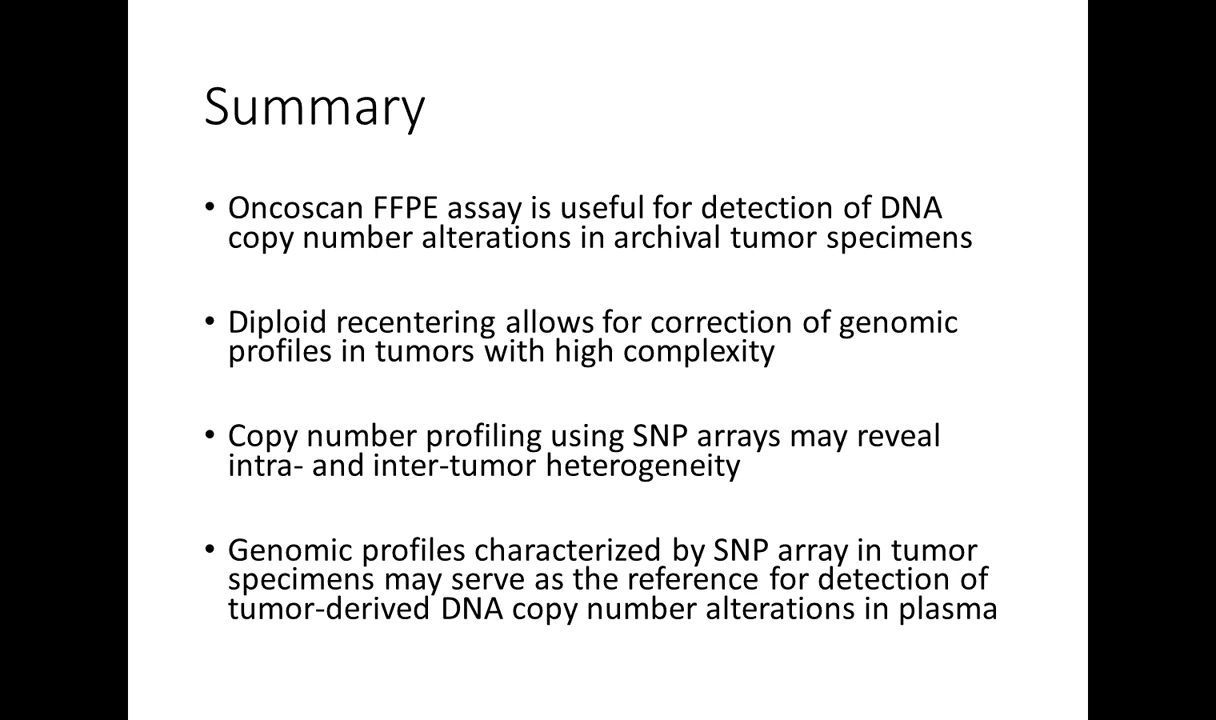 Summary
• Oncoscan FFPE assay is useful for detection of DNA
copy number alterations in archival tumor specimens
• Diploid recentering allows for correction of genomic
profiles in tumors with high complexity
• Copy number profiling using SNP arrays may reveal
intra- and inter-tumor heterogeneity
• Genomic profiles characterized by SNP array in tumor
specimens may serve as the reference for detection of
tumor-derived DNA copy number alterations in plasma